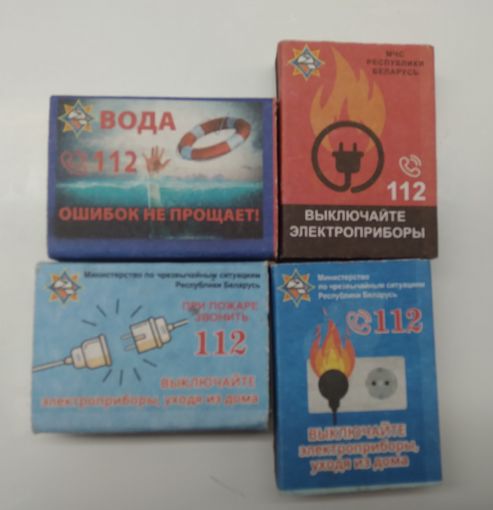 ВОДА
112
ОШИБОК НЕ ПРОЩАЕТ!
МЧС
РЕСПУБЛИКИ
БЕЛАРУСЬ
112
ВЫКЛЮЧАЙТЕ
ЭЛЕКТРОПРИБОРЫ
Министерство по чрезвычайным ситуациям
Республики Беларусь
ПРИ ПОЖАРЕ
ЗВОНИТЬ
112
ВЫКЛЮЧАЙТЕ
электроприборы, уходя из дома
Министерство
по чрезвычайным ситуациям
Республики Беларусь
112
ВЫКЛЮЧАЙТЕ
электроприборы,
уходя из дома